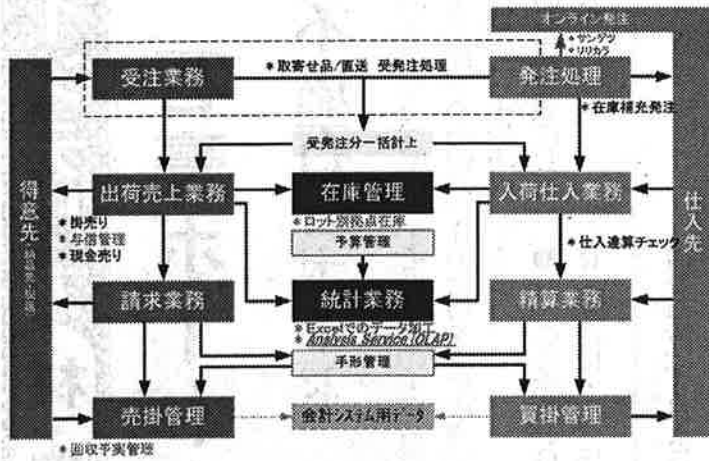 オンライン発注
* サンゲツ
* リリカラ
受注業務
* 取寄せ品/直送 受発注処理
発注処理
* 在庫補充発注
受発注分一括計上
得意先
仕入先
出荷売上業務
在庫管理
入荷仕入業務
* 掛売り
* 与信管理
* 現金売り
* ロット別拠点在庫
予算管理
* 仕入違算チェック
請求業務
統計業務
精算業務
* Excelでのデータ加工
* Analysis Service(OLAP)
手形管理
売掛管理
会計システム用データ
買掛管理
* 回収予実管理